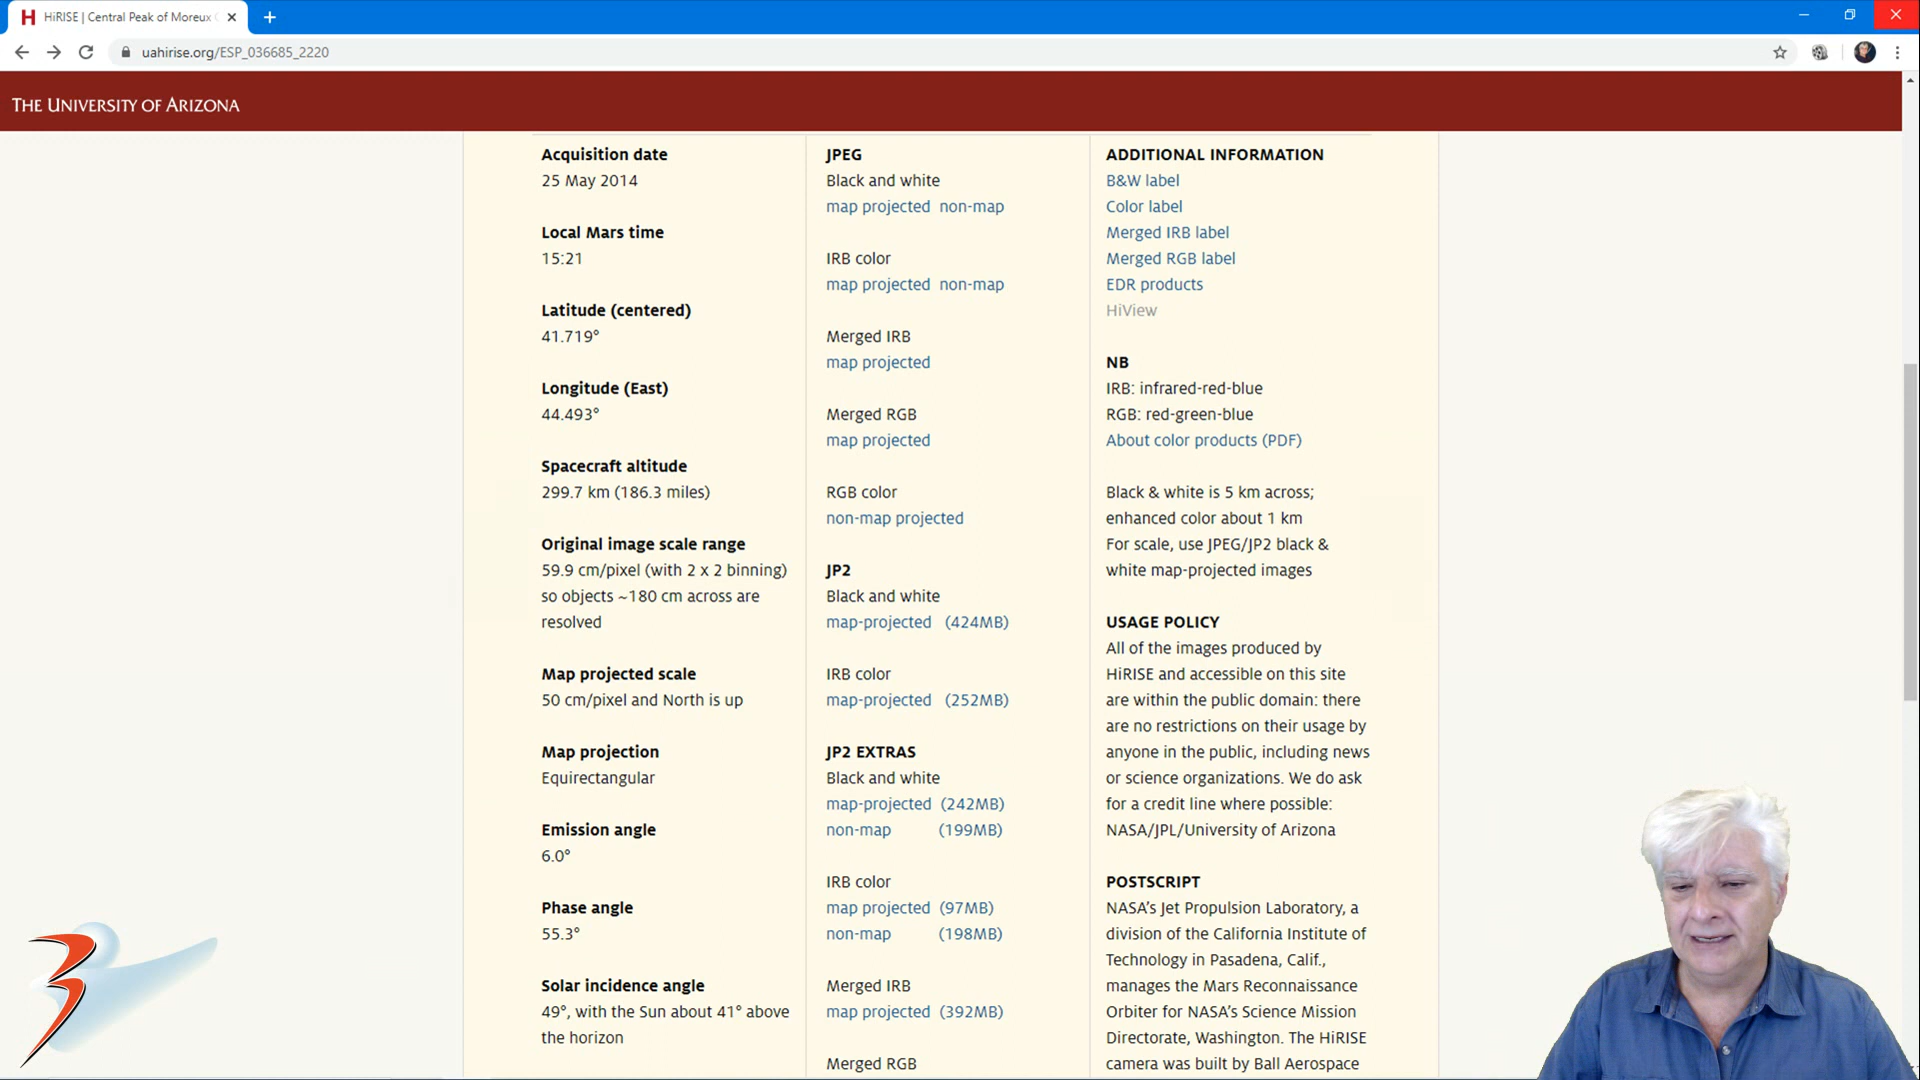 HiRISE | Central Peak of Moreux
uahirise.org/ESP_036685_2220
THE UNIVERSITY OF ARIZONA
Acquisition date
25 May 2014
Local Mars time
15:21
Latitude (centered)
41.719°
Longitude (East)
44.493°
Spacecraft altitude
299.7 km (186.3 miles)
Original image scale range
59.9 cm/pixel (with 2 x 2 binning)
so objects ~180 cm across are
resolved
Map projected scale
50 cm/pixel and North is up
Map projection
Equirectangular
Emission angle
6.0°
Phase angle
55.3°
Solar incidence angle
49°, with the Sun about 41° above
the horizon
JPEG
Black and white
map projected non-map
IRB color
map projected non-map
Merged IRB
map projected
Merged RGB
map projected
RGB color
non-map projected
JP2
Black and white
map-projected (424MB)
IRB color
map-projected (252MB)
JP2 EXTRAS
Black and white
map-projected (242MB)
non-map (199MB)
IRB color
map projected (97MB)
non-map (198MB)
Merged IRB
map projected (392MB)
Merged RGB
ADDITIONAL INFORMATION
B&W label
Color label
Merged IRB label
Merged RGB label
EDR products
HiView
NB
IRB: infrared-red-blue
RGB: red-green-blue
About color products (PDF)
Black & white is 5 km across;
enhanced color about 1 km
For scale, use JPEG/JP2 black &
white map-projected images
USAGE POLICY
All of the images produced by
HiRISE and accessible on this site
are within the public domain: there
are no restrictions on their usage by
anyone in the public, including news
or science organizations. We do ask
for a credit line where possible:
NASA/JPL/University of Arizona
POSTSCRIPT
NASA's Jet Propulsion Laboratory, a
division of the California Institute of
Technology in Pasadena, Calif.,
manages the Mars Reconnaissance
Orbiter for NASA's Science Mission
Directorate, Washington. The HiRISE
camera was built by Ball Aerospace